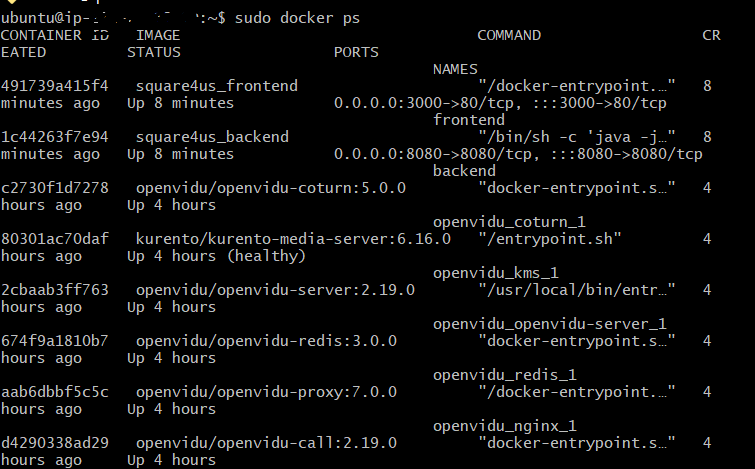 ubuntu@ip-:~$ sudo docker ps
CONTAINER ID   IMAGE                                  COMMAND                  CR
EATED         STATUS                 PORTS
                                                 NAMES
491739a415f4   square4us_frontend                     "/docker-entrypoint.…"   8
minutes ago   Up 8 minutes           0.0.0.0:3000->80/tcp, :::3000->80/tcp
                                                 frontend
1c44263f7e94   square4us_backend                      "/bin/sh -c 'java -j…"   8
minutes ago   Up 8 minutes           0.0.0.0:8080->8080/tcp, :::8080->8080/tcp
                                                 backend
c2730f1d7278   openvidu/openvidu-coturn:5.0.0         "docker-entrypoint.s…"   4
hours ago     Up 4 hours
                                                 openvidu_coturn_1
80301ac70daf   kurento/kurento-media-server:6.16.0   "/entrypoint.sh"         4
hours ago     Up 4 hours (healthy)
                                                 openvidu_kms_1
2cbaab3ff763   openvidu/openvidu-server:2.19.0        "/usr/local/bin/entr…"   4
hours ago     Up 4 hours
                                                 openvidu_openvidu-server_1
674f9a1810b7   openvidu/openvidu-redis:3.0.0          "docker-entrypoint.s…"   4
hours ago     Up 4 hours
                                                 openvidu_redis_1
aab6dbbf5c5c   openvidu/openvidu-proxy:7.0.0          "/docker-entrypoint.…"   4
hours ago     Up 4 hours
                                                 openvidu_nginx_1
d4290338ad29   openvidu/openvidu-call:2.19.0          "docker-entrypoint.s…"   4
hours ago     Up 4 hours